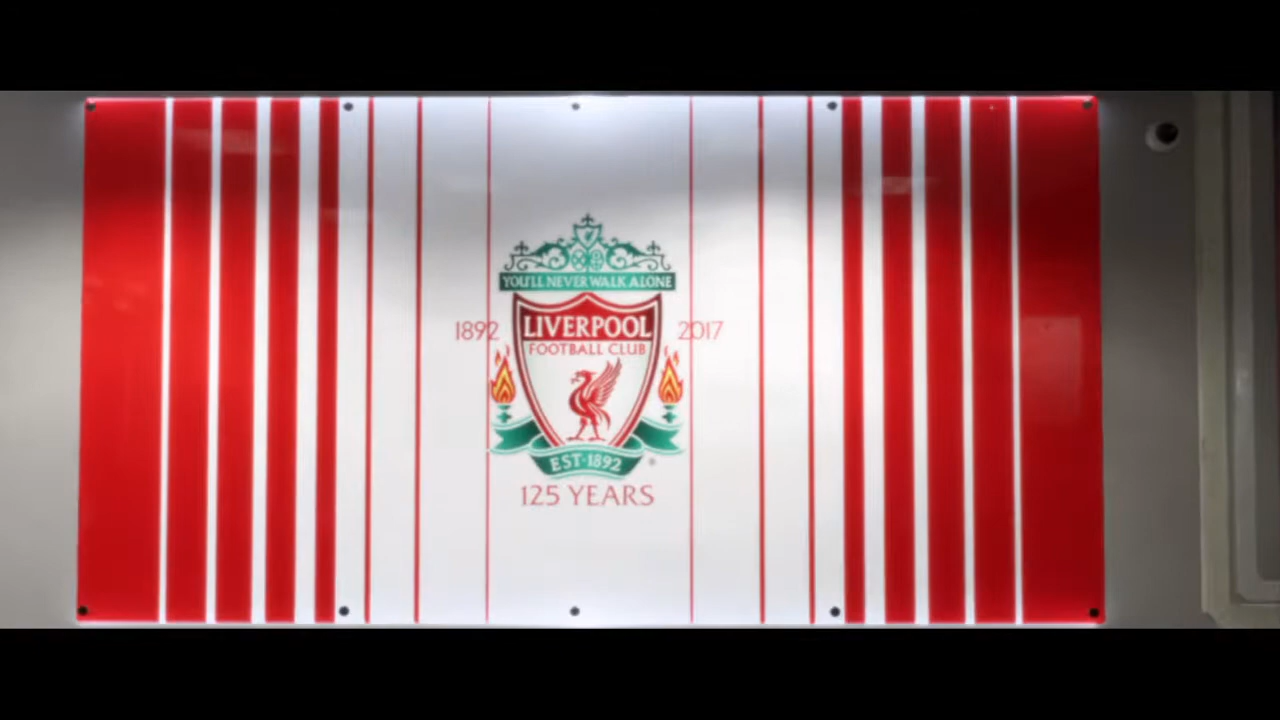 YOU'LL NEVER WALK ALONE
1892 LIVERPOOL 2017
FOOTBALL CLUB
EST·1892
125 YEARS